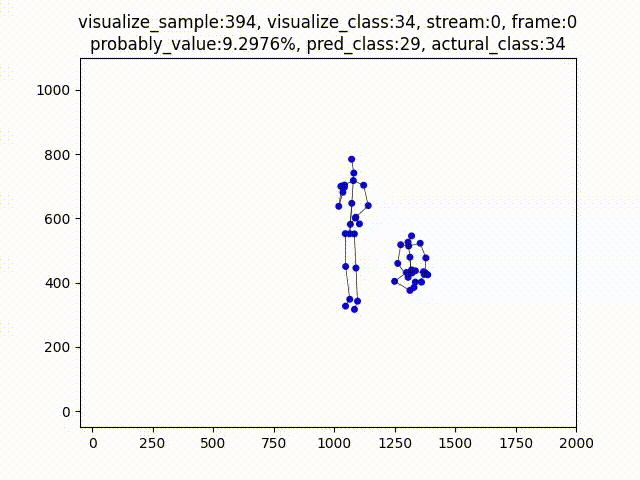 visualize_sample:394, visualize_class:34, stream:0, frame:0
probably_value:9.2976%, pred_class:29, actural_class:34
1000
800
600
400
200
0
0 250 500 750 1000 1250 1500 1750 2000